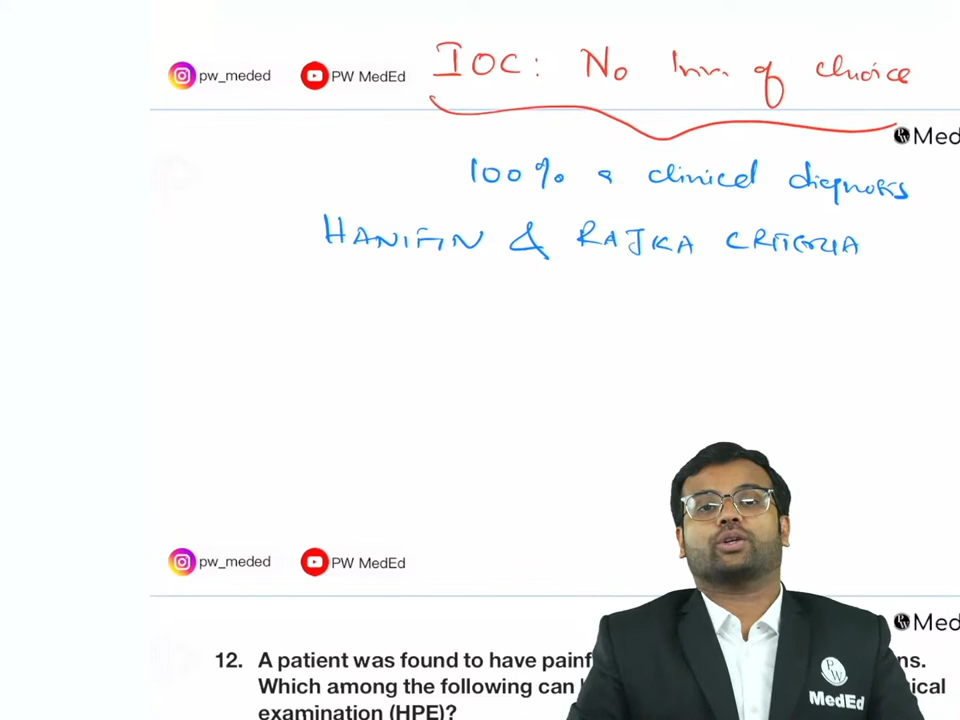 pw_meded PW MedEd IOC: No Inv. of choice
Med
100% a clinical diagnosis
HANIFIN & RAJKA CRITERIA
pw_meded PW MedEd
Med
12. A patient was found to have ns.
Which among the following can ical
examination (HPE)?
PW
MedEd